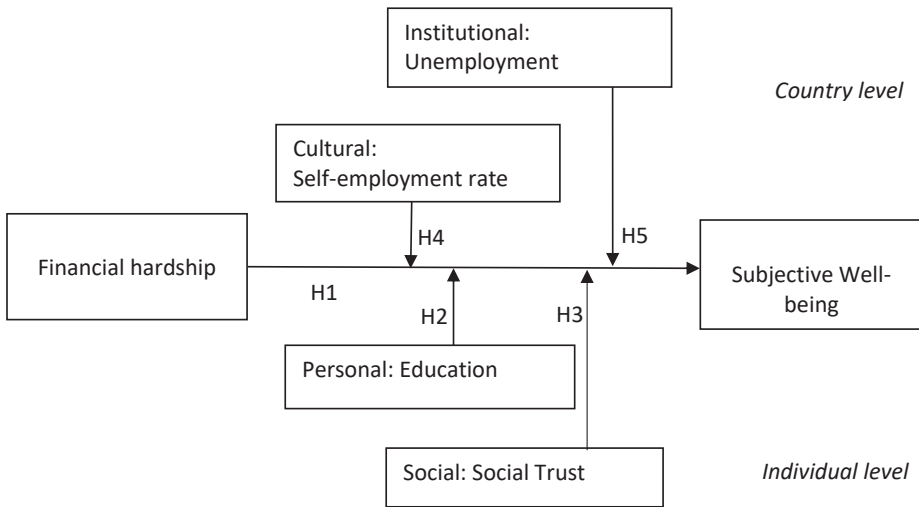 Institutional:
Unemployment
Country level
Cultural:
Self-employment rate
H4
H5
Financial hardship
Subjective Well-
being
H1
H2
H3
Personal: Education
Social: Social Trust
Individual level